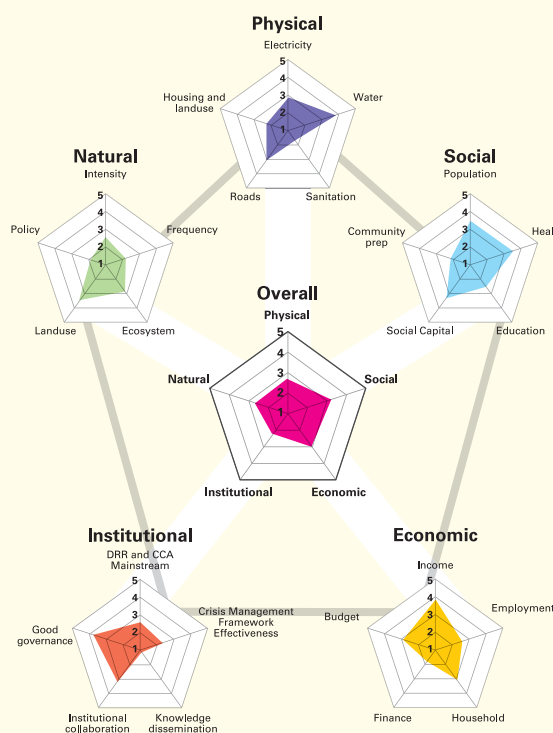 Physical
Electricity
5
4
3
2
1
Housing and
landuse
Water
Roads
Sanitation
Natural
Intensity
5
4
3
2
1
Policy
Frequency
Landuse
Ecosystem
Social
Population
5
4
3
2
1
Community
prep
Heal
Social Capital
Education
Overall
Physical
5
4
3
2
1
Natural
Social
Institutional
Economic
Institutional
DRR and CCA
Mainstream
5
4
3
2
1
Good
governance
Crisis Management
Framework
Effectiveness
Institutional
collaboration
Knowledge
dissemination
Economic
Income
5
4
3
2
1
Budget
Employment
Finance
Household